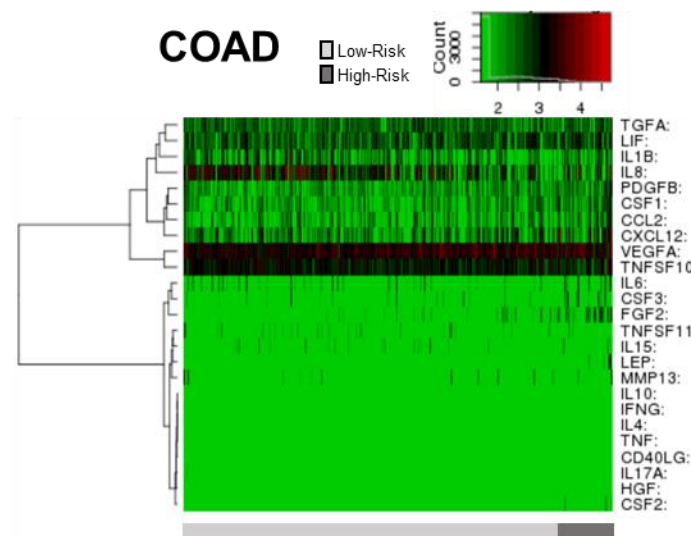 COAD
Low-Risk
High-Risk
Count
0
3000
2
3
4
TGFA:
LIF:
IL1B:
IL8:
PDGFB:
CSF1:
CCL2:
CXCL12:
VEGFA:
TNFSF10
IL6:
CSF3:
FGF2:
TNFSF11
IL15:
LEP:
MMP13:
IL10:
IFNG:
IL4:
TNF:
CD40LG:
IL17A:
HGF:
CSF2: